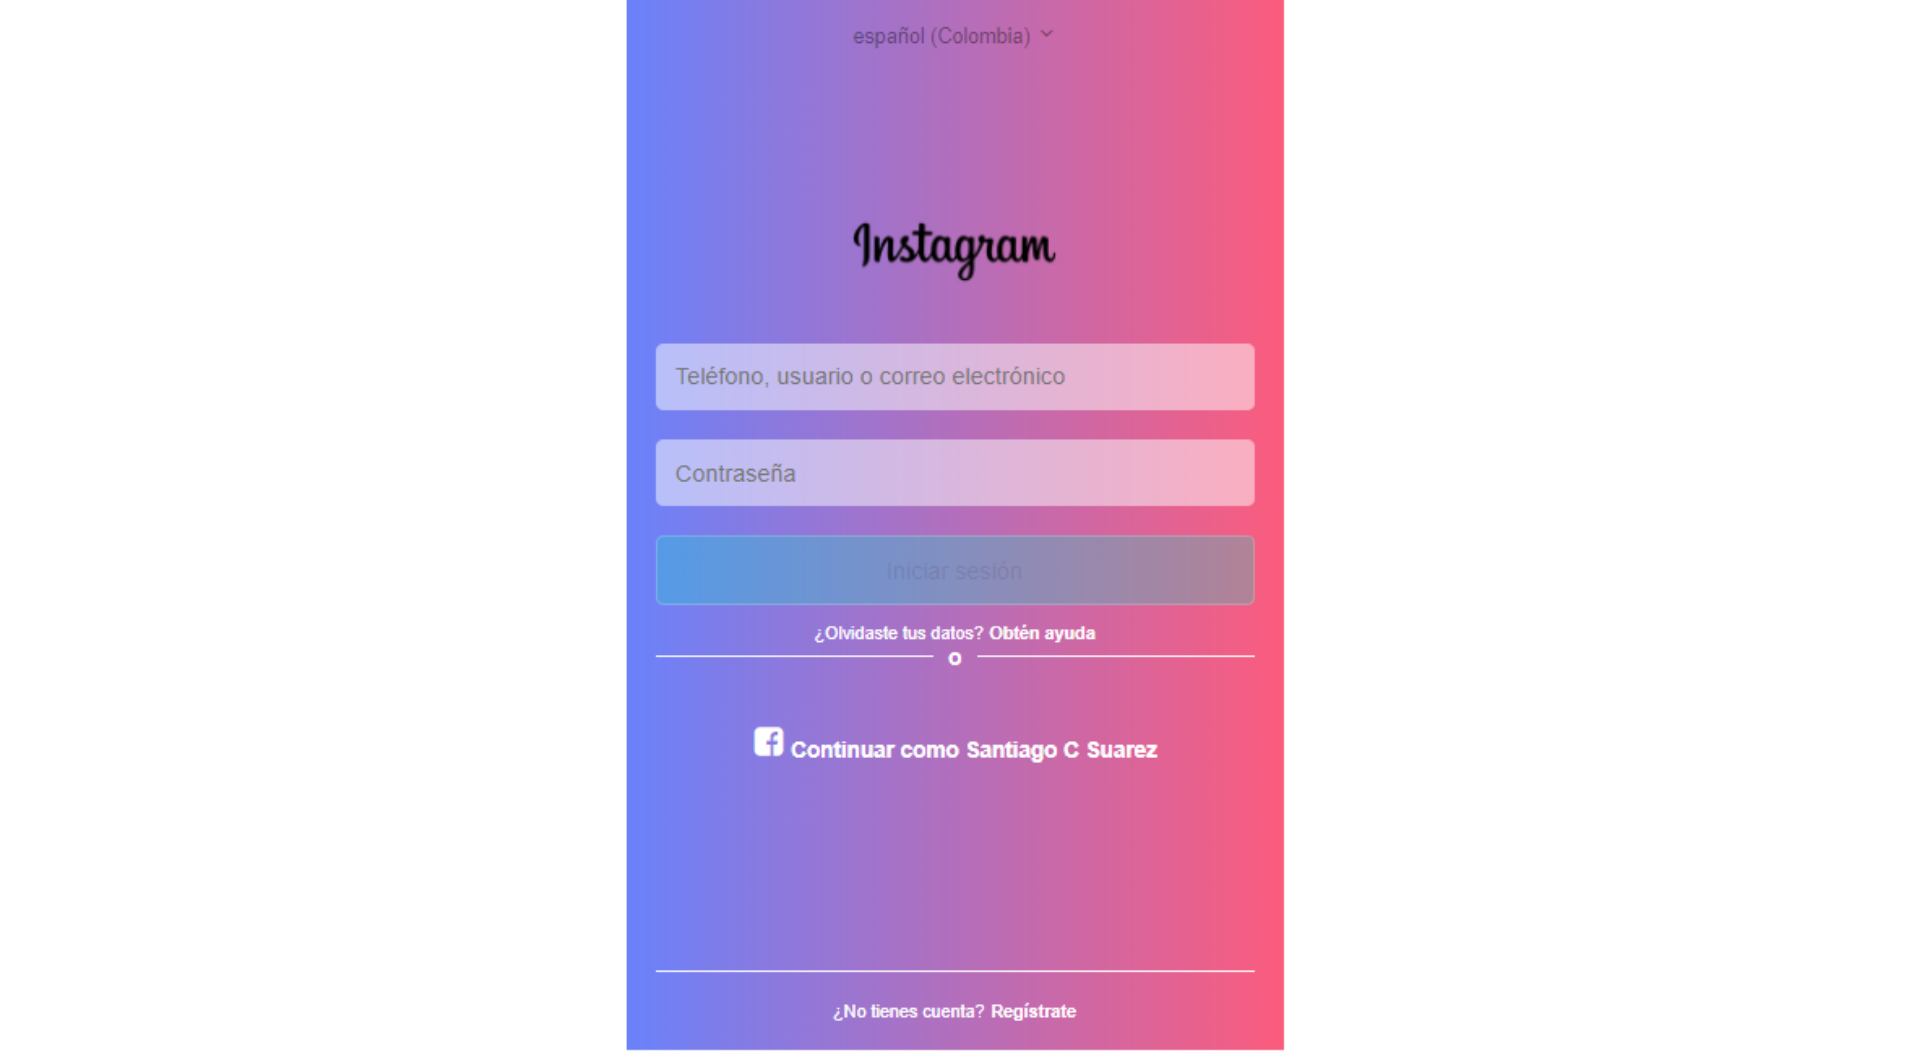 español (Colombia)
Instagram
Teléfono, usuario o correo electrónico
Contraseña
Iniciar sesión
¿Olvidaste tus datos? Obtén ayuda
o
Continuar como Santiago C Suarez
¿No tienes cuenta? Regístrate